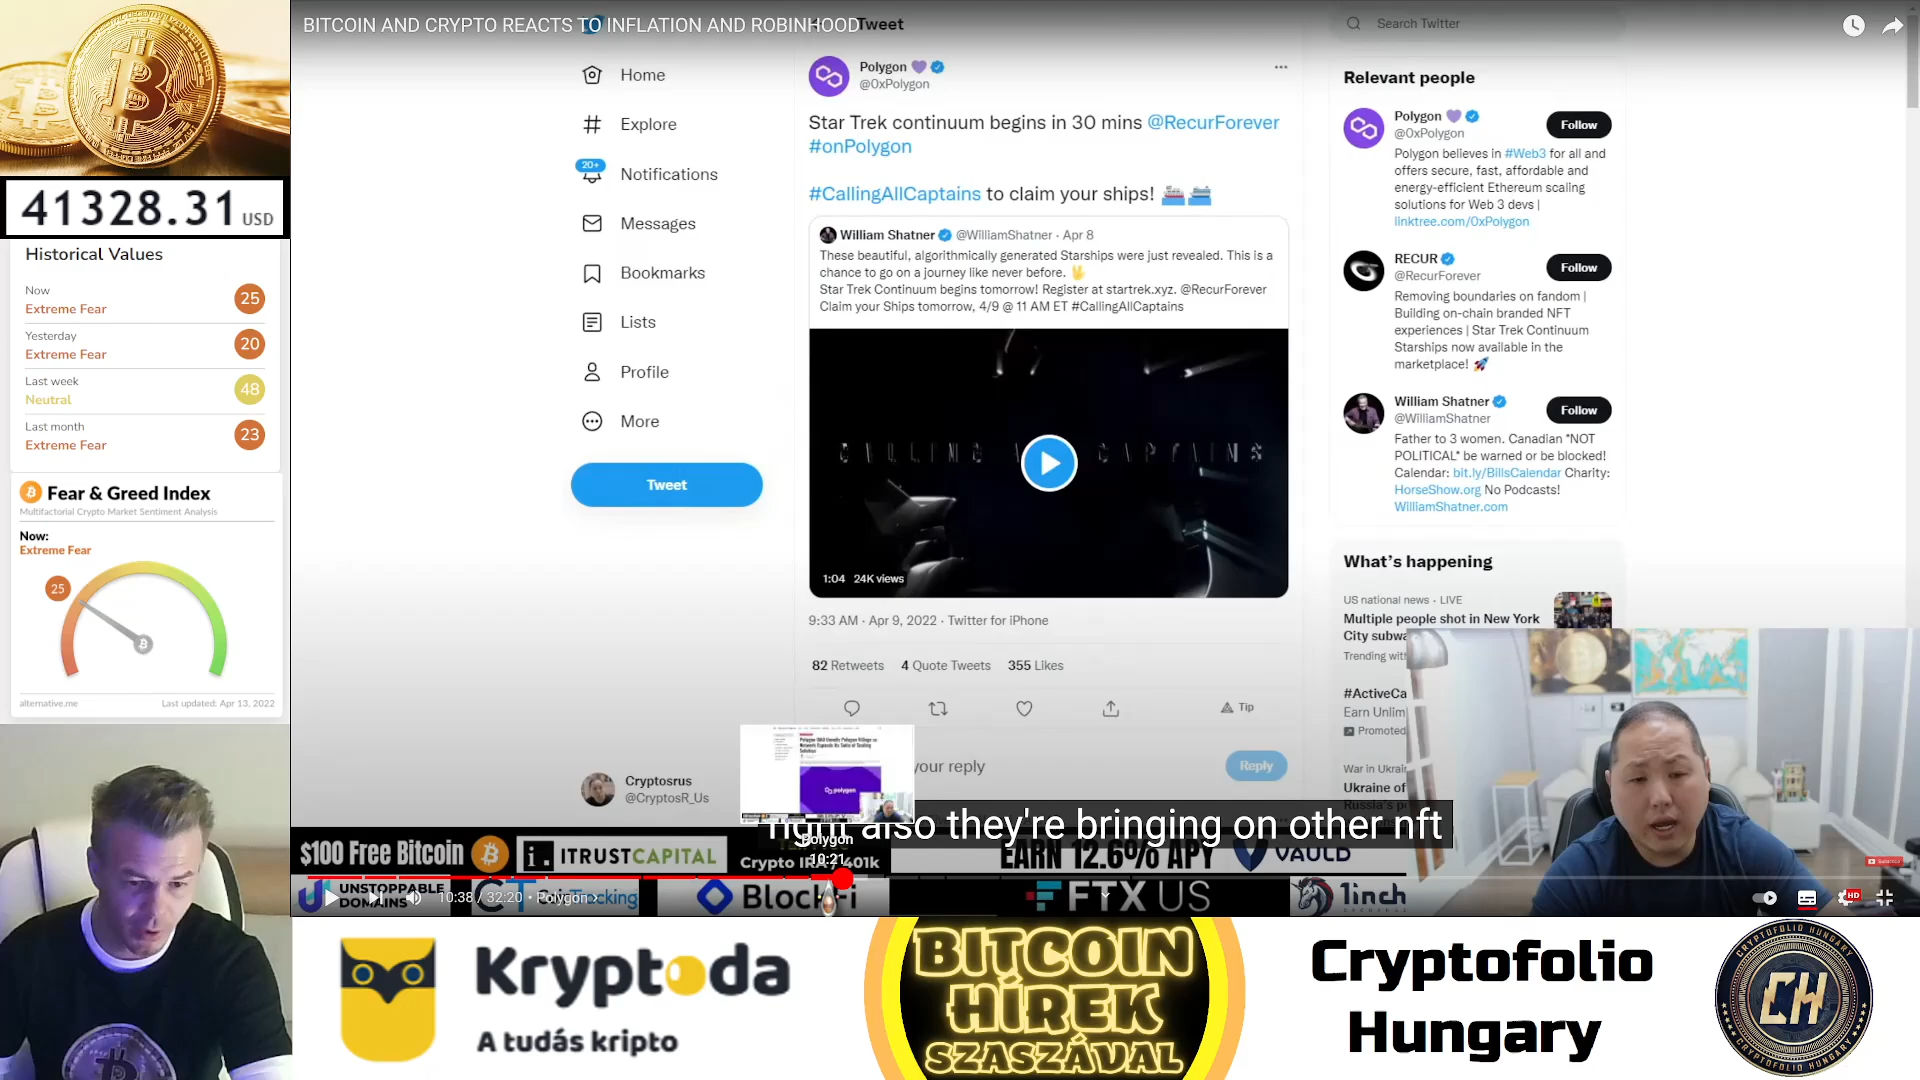 BITCOIN AND CRYPTO REACTS TO INFLATION AND ROBINHOOD
Tweet
Search Twitter
41328.31 USD
Historical Values
Now
Extreme Fear
25
Yesterday
Extreme Fear
20
Last week
Neutral
48
Last month
Extreme Fear
23
Fear & Greed Index
Multifactorial Crypto Market Sentiment Analysis
Now:
Extreme Fear
25
alternative.me
Last updated: Apr 13, 2022
Home
Explore
20+
Notifications
Messages
Bookmarks
Lists
Profile
More
Tweet
Cryptosrus
@CryptosR_Us
Polygon 💜
@0xPolygon
Star Trek continuum begins in 30 mins @RecurForever
#onPolygon
#CallingAllCaptains to claim your ships! 🚢🛳
William Shatner @WilliamShatner · Apr 8
These beautiful, algorithmically generated Starships were just revealed. This is a
chance to go on a journey like never before. 🖖
Star Trek Continuum begins tomorrow! Register at startrek.xyz. @RecurForever
Claim your Ships tomorrow, 4/9 @ 11 AM ET #CallingAllCaptains
1:04 24K views
9:33 AM · Apr 9, 2022 · Twitter for iPhone
82 Retweets 4 Quote Tweets 355 Likes
Tip
your reply
Reply
Relevant people
Polygon 💜
@0xPolygon
Follow
Polygon believes in #Web3 for all and
offers secure, fast, affordable and
energy-efficient Ethereum scaling
solutions for Web 3 devs |
linktree.com/0xPolygon
RECUR
@RecurForever
Follow
Removing boundaries on fandom |
Building on-chain branded NFT
experiences | Star Trek Continuum
Starships now available in the
marketplace! 🚀
William Shatner
@WilliamShatner
Follow
Father to 3 women. Canadian *NOT
POLITICAL* be warned or be blocked!
Calendar: bit.ly/BillsCalendar Charity:
HorseShow.org No Podcasts!
WilliamShatner.com
What's happening
US national news · LIVE
Multiple people shot in New York
City subwa
Trending with
#ActiveCa
Earn Unlim
Promoted
War in Ukrain
Ukraine of
Russia's p
polygon
right also they're bringing on other nft
Polygon
10:21
$100 Free Bitcoin
ITRUSTCAPITAL
Crypto IRA 401k
EARN 12.6% APY
VAULD
UNSTOPPABLE
DOMAINS
CT CoinTracking
BlockFi
FTX US
1inch
10:38 / 32:20 · Polygon
HD
Kryptoda
A tudás kripto
BITCOIN
HÍREK
SZASZÁVAL
Cryptofolio
Hungary
CRYPTOFOLIO HUNGARY
CH
CRYPTOFOLIO HUNGARY